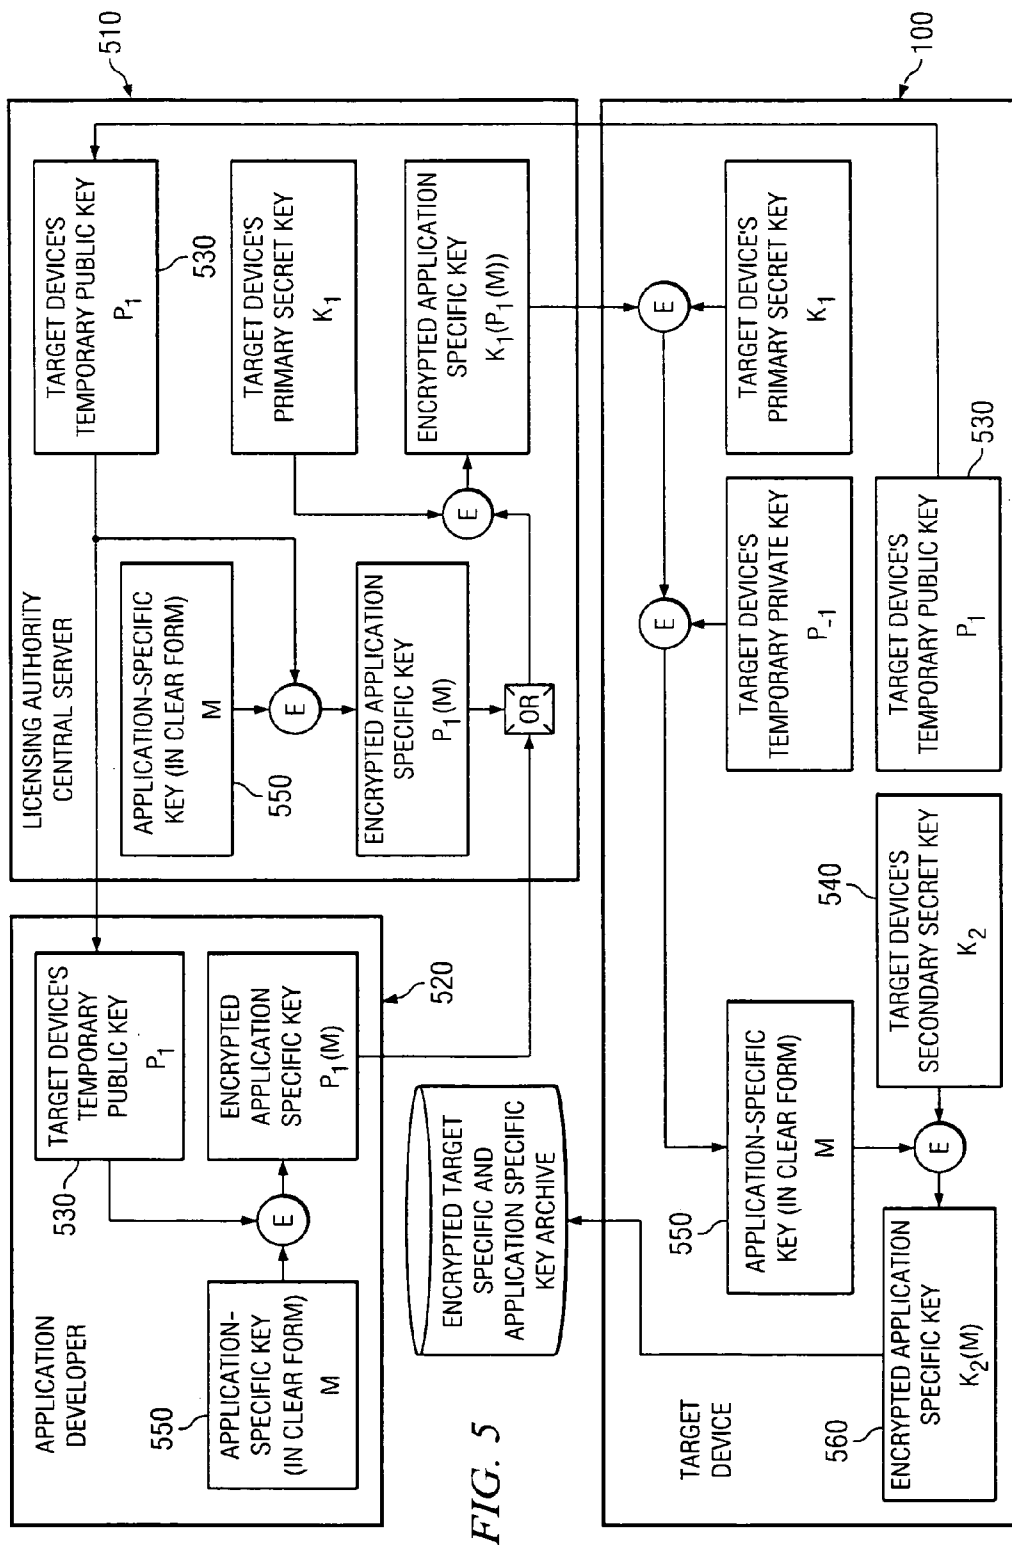 APPLICATION
DEVELOPER
550
APPLICATION-
SPECIFIC KEY
(IN CLEAR FORM)
M
E
530
TARGET DEVICE'S
TEMPORARY
PUBLIC KEY
P1
ENCRYPTED
APPLICATION
SPECIFIC KEY
P1(M)
520
LICENSING AUTHORITY
CENTRAL SERVER
510
APPLICATION-SPECIFIC
KEY (IN CLEAR FORM)
M
550
E
ENCRYPTED APPLICATION
SPECIFIC KEY
P1(M)
OR
TARGET DEVICE'S
TEMPORARY PUBLIC KEY
P1
530
TARGET DEVICE'S
PRIMARY SECRET KEY
K1
E
ENCRYPTED APPLICATION
SPECIFIC KEY
K1(P1(M))
ENCRYPTED TARGET
SPECIFIC AND
APPLICATION SPECIFIC
KEY ARCHIVE
FIG. 5
TARGET
DEVICE
100
560
ENCRYPTED APPLICATION
SPECIFIC KEY
K2(M)
E
550
APPLICATION-SPECIFIC
KEY (IN CLEAR FORM)
M
540
TARGET DEVICE'S
SECONDARY SECRET KEY
K2
E
TARGET DEVICE'S
TEMPORARY PRIVATE KEY
P-1
E
TARGET DEVICE'S
PRIMARY SECRET KEY
K1
TARGET DEVICE'S
TEMPORARY PUBLIC KEY
P1
530